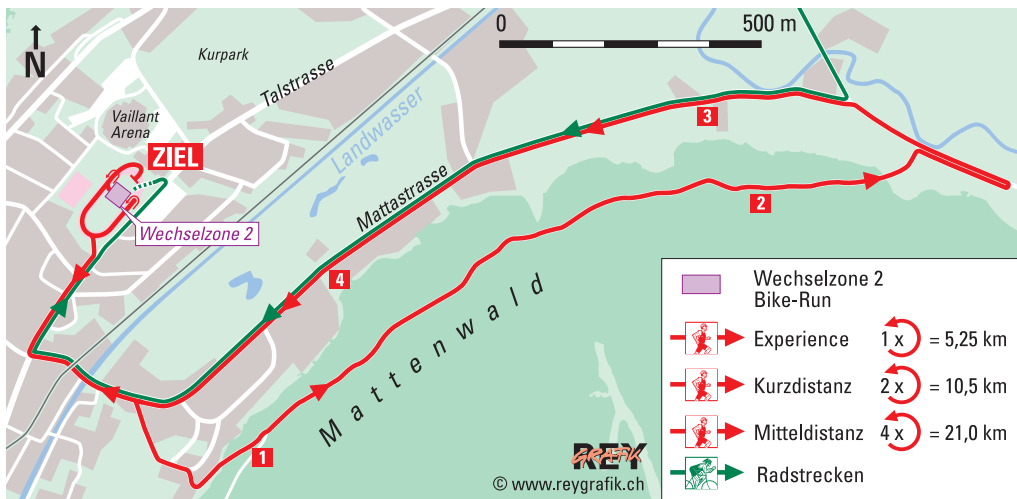 0 500 m
N
Kurpark
Talstrasse
Vaillant
Arena
Landwasser
ZIEL
3
Mattastrasse
2
Wechselzone 2
4
Mattenwald
1
Wechselzone 2
Bike-Run
Experience 1 x = 5,25 km
Kurzdistanz 2 x = 10,5 km
Mitteldistanz 4 x = 21,0 km
Radstrecken
REY
GRAFIK
© www.reygrafik.ch